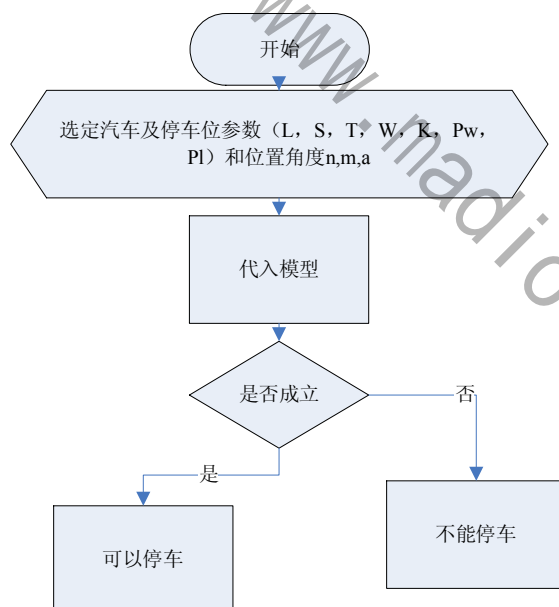 www.madio
开始
选定汽车及停车位参数（L，S，T，W，K，Pw，
Pl）和位置角度n,m,a
代入模型
是否成立
否
是
不能停车
可以停车